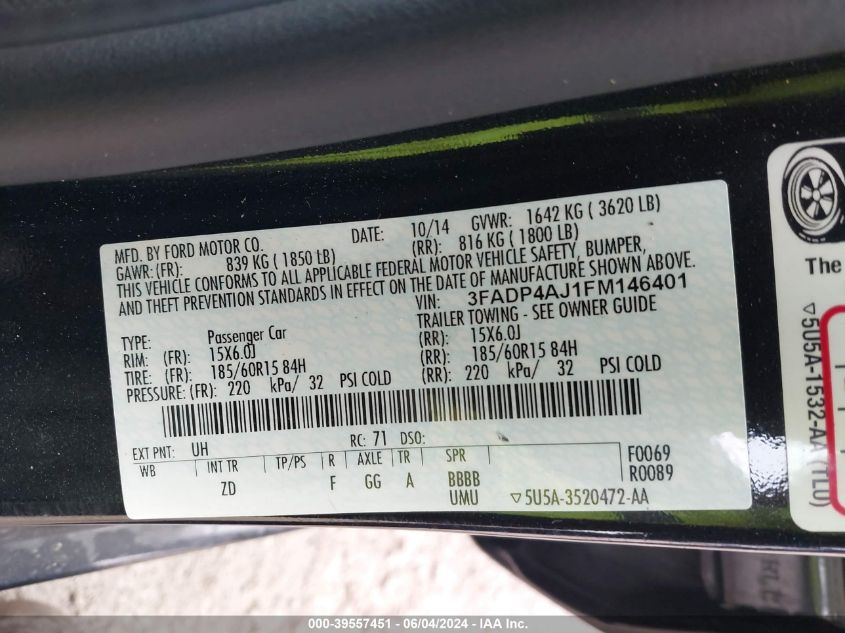 MFD. BY FORD MOTOR CO. DATE: 10/14 GVWR: 1642 KG ( 3620 LB)
GAWR: (FR): 839 KG ( 1850 LB) (RR): 816 KG ( 1800 LB)
THIS VEHICLE CONFORMS TO ALL APPLICABLE FEDERAL MOTOR VEHICLE SAFETY, BUMPER,
AND THEFT PREVENTION STANDARDS IN EFFECT ON THE DATE OF MANUFACTURE SHOWN ABOVE.
VIN: 3FADP4AJ1FM146401
TYPE: Passenger Car TRAILER TOWING - SEE OWNER GUIDE
RIM: (FR): 15X6.0J (RR): 15X6.0J
TIRE: (FR): 185/60R15 84H (RR): 185/60R15 84H
PRESSURE: (FR): 220 kPa/ 32 PSI COLD (RR): 220 kPa/ 32 PSI COLD
EXT PNT: UH RC: 71 DSO:
WB INT TR TP/PS R AXLE TR SPR F0069
ZD F GG A BBBB R0089
UMU ▽5U5A-3520472-AA
The
▽5U5A-1532-AA (TLU)
000-39557451 - 06/04/2024 - IAA Inc.